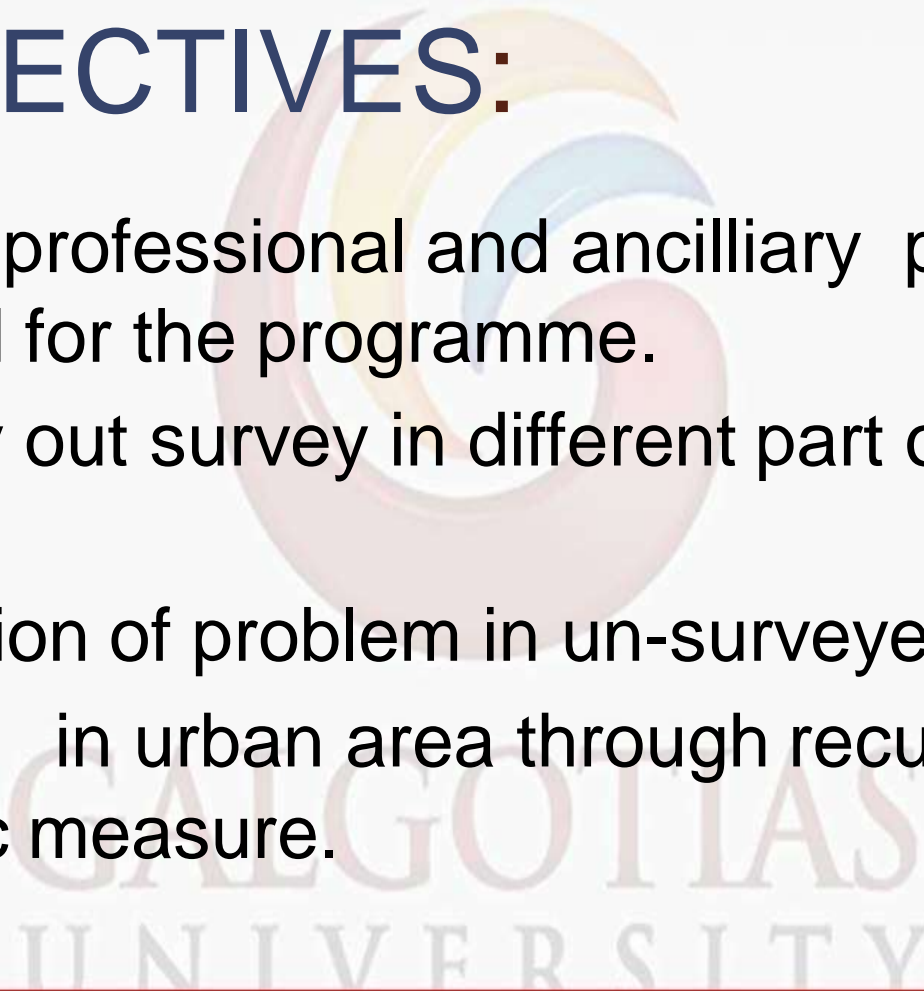 ECTIVES:
professional and ancilliary p
l for the programme.
y out survey in different part o
ion of problem in un-surveye
in urban area through recu
c measure.
GALGOTIAS
UNIVERSITY